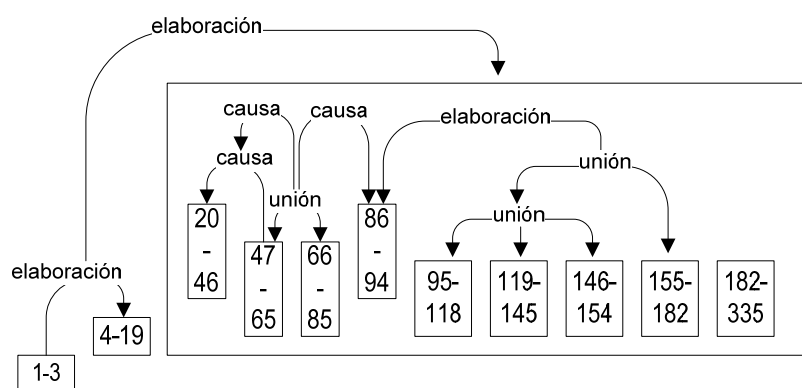 elaboración
causa
causa
elaboración
causa
unión
unión
20
-
46
86
-
94
unión
47
-
65
66
-
85
95-
118
119-
145
146-
154
155-
182
182-
335
elaboración
4-19
1-3